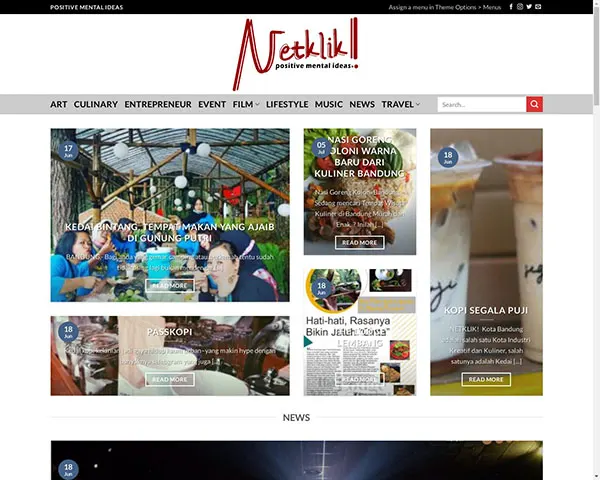 POSITIVE MENTAL IDEAS
Assign a menu in Theme Options > Menus
Netklik!
positive mental ideas
ART CULINARY ENTREPRENEUR EVENT FILM LIFESTYLE MUSIC NEWS TRAVEL
Search...
17
Jun
KEDAI BINTANG, TEMPAT MAKAN YANG AJAIB
DI GUNUNG PUTRI
BANDUNG,- Bagi anda yang gemar
tentu sudah
READ MORE
18
Jun
PASSKOPI
yang makin hype dengan
juga [...]
READ MORE
05
Jul
NASI GORENG
KOLONI WARNA
BARU DARI
KULINER BANDUNG
Nasi Goreng Koloni Bandung,-
Sedang mencari Tempat Wisata
Kuliner di Bandung Murah dan
Enak..? Inilah [...]
READ MORE
18
Jun
Hati-hati, Rasanya
Bikin Jatuh "Cinta"
LEMBANG
READ MORE
18
Jun
KOPI SEGALA PUJI
NETKLIK! Kota Bandung
adalah salah satu Kota Industri
Kreatif dan Kuliner, salah
satunya adalah Kedai [...]
READ MORE
NEWS
18
Jun